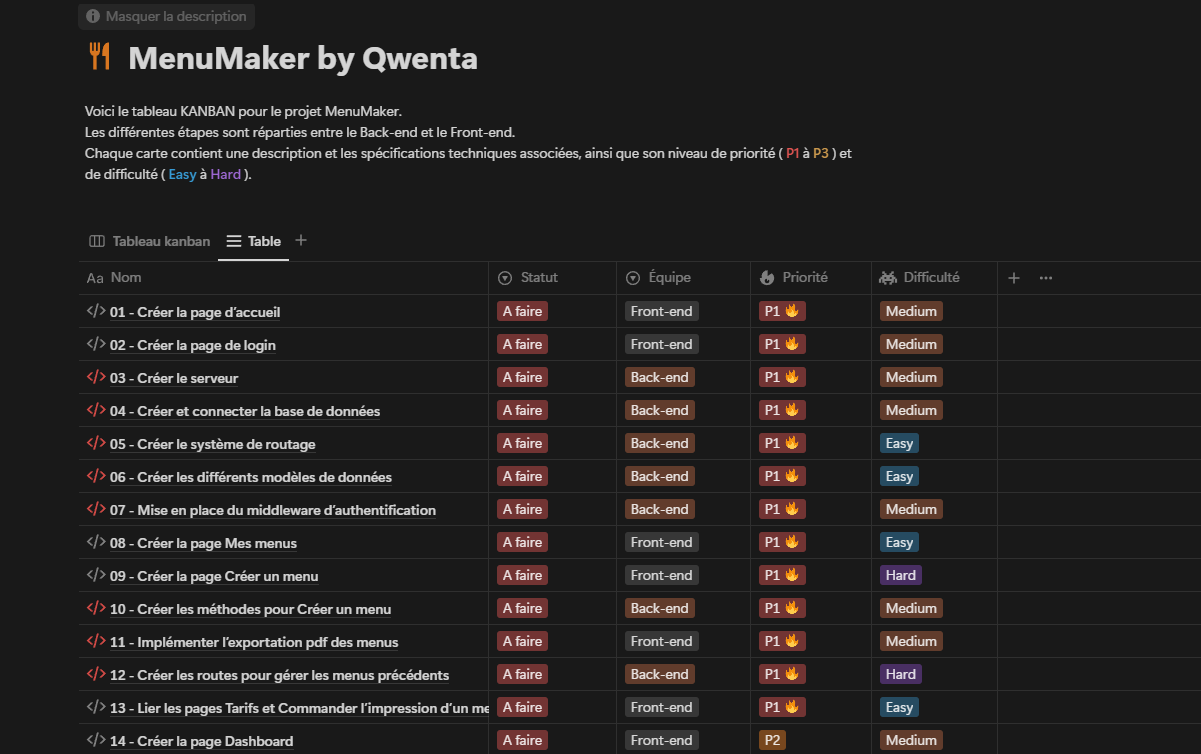 Masquer la description
MenuMaker by Qwenta
Voici le tableau KANBAN pour le projet MenuMaker.
Les différentes étapes sont réparties entre le Back-end et le Front-end.
Chaque carte contient une description et les spécifications techniques associées, ainsi que son niveau de priorité ( P1 à P3 ) et
de difficulté ( Easy à Hard ).
Tableau kanban Table +
Aa Nom Statut Équipe Priorité Difficulté + ...
</> 01 - Créer la page d'accueil A faire Front-end P1 🔥 Medium
</> 02 - Créer la page de login A faire Front-end P1 🔥 Medium
</> 03 - Créer le serveur A faire Back-end P1 🔥 Medium
</> 04 - Créer et connecter la base de données A faire Back-end P1 🔥 Medium
</> 05 - Créer le système de routage A faire Back-end P1 🔥 Easy
</> 06 - Créer les différents modèles de données A faire Back-end P1 🔥 Easy
</> 07 - Mise en place du middleware d'authentification A faire Back-end P1 🔥 Medium
</> 08 - Créer la page Mes menus A faire Front-end P1 🔥 Easy
</> 09 - Créer la page Créer un menu A faire Front-end P1 🔥 Hard
</> 10 - Créer les méthodes pour Créer un menu A faire Back-end P1 🔥 Medium
</> 11 - Implémenter l'exportation pdf des menus A faire Front-end P1 🔥 Medium
</> 12 - Créer les routes pour gérer les menus précédents A faire Back-end P1 🔥 Hard
</> 13 - Lier les pages Tarifs et Commander l'impression d'un me A faire Front-end P1 🔥 Easy
</> 14 - Créer la page Dashboard A faire Front-end P2 Medium